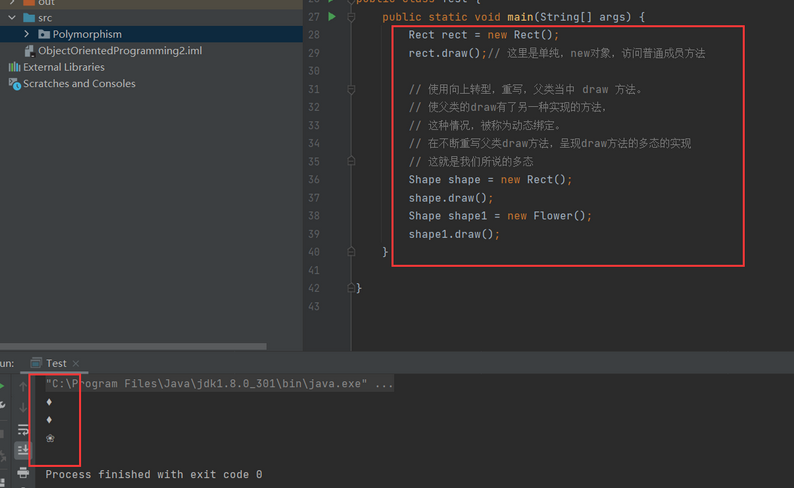 out
src
Polymorphism
ObjectOrientedProgramming2.iml
External Libraries
Scratches and Consoles
public class Test {
27 public static void main(String[] args) {
28 Rect rect = new Rect();
29 rect.draw();// 这里是单纯，new对象，访问普通成员方法
30
31 // 使用向上转型，重写，父类当中 draw 方法。
32 // 使父类的draw有了另一种实现的方法，
33 // 这种情况，被称为动态绑定。
34 // 在不断重写父类draw方法，呈现draw方法的多态的实现
35 // 这就是我们所说的多态
36 Shape shape = new Rect();
37 shape.draw();
38 Shape shape1 = new Flower();
39 shape1.draw();
40 }
41
42 }
43
un: Test ×
"C:\Program Files\Java\jdk1.8.0_301\bin\java.exe" ...
♦
♦
❀
Process finished with exit code 0